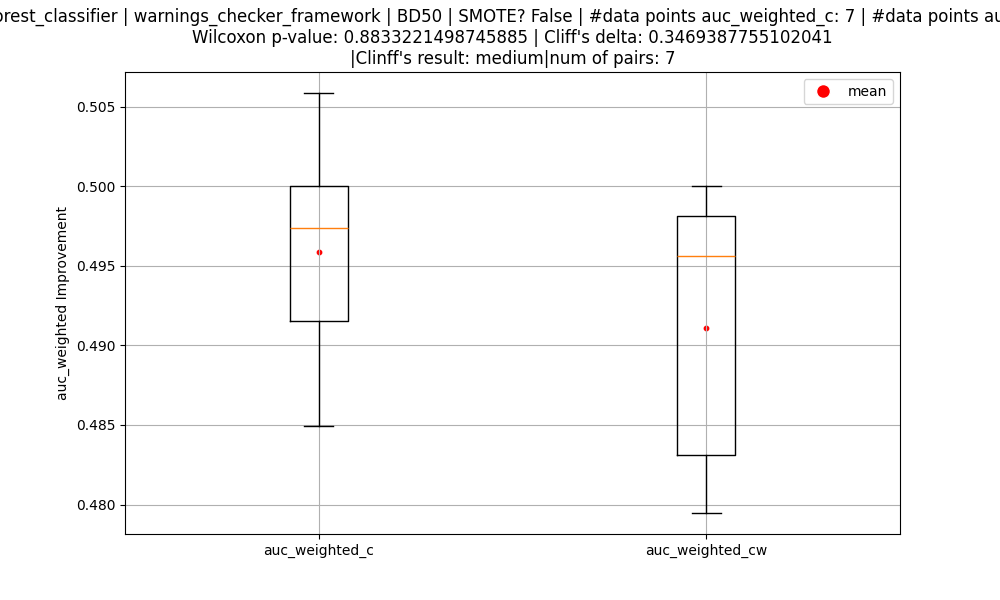 orest_classifier | warnings_checker_framework | BD50 | SMOTE? False | #data points auc_weighted_c: 7 | #data points au
Wilcoxon p-value: 0.8833221498745885 | Cliff's delta: 0.3469387755102041
|Clinff's result: medium|num of pairs: 7
mean
0.505
0.500
0.495
0.490
0.485
0.480
auc_weighted Improvement
auc_weighted_c
auc_weighted_cw